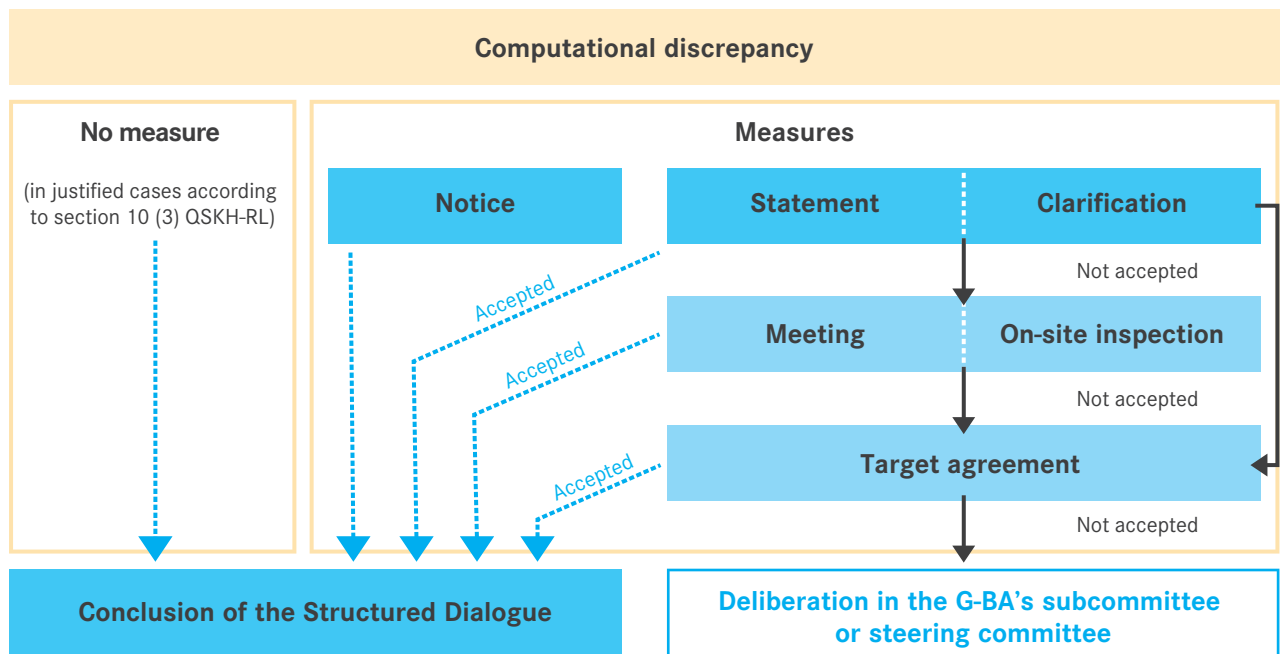 Computational discrepancy
No measure
(in justified cases according
to section 10 (3) QSKH-RL)
Measures
Notice
Statement
Clarification
Accepted
Not accepted
Meeting
On-site inspection
Accepted
Not accepted
Target agreement
Accepted
Not accepted
Conclusion of the Structured Dialogue
Deliberation in the G-BA's subcommittee
or steering committee